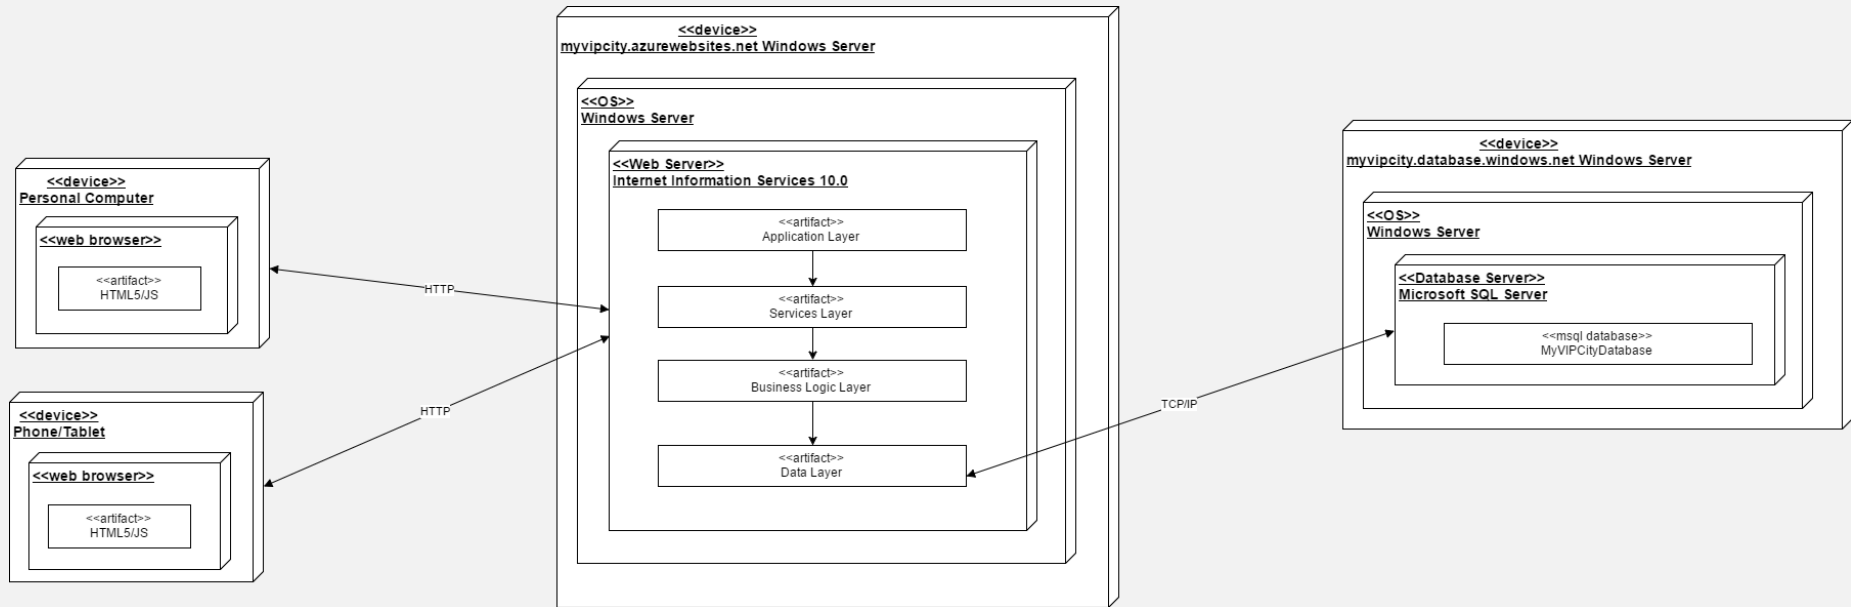 <<device>>
Personal Computer
<<web browser>>
<<artifact>>
HTML5/JS
<<device>>
Phone/Tablet
<<web browser>>
<<artifact>>
HTML5/JS
HTTP
HTTP
<<device>>
myvipcity.azurewebsites.net Windows Server
<<OS>>
Windows Server
<<Web Server>>
Internet Information Services 10.0
<<artifact>>
Application Layer
<<artifact>>
Services Layer
<<artifact>>
Business Logic Layer
<<artifact>>
Data Layer
TCP/IP
<<device>>
myvipcity.database.windows.net Windows Server
<<OS>>
Windows Server
<<Database Server>>
Microsoft SQL Server
<<msql database>>
MyVIPCityDatabase